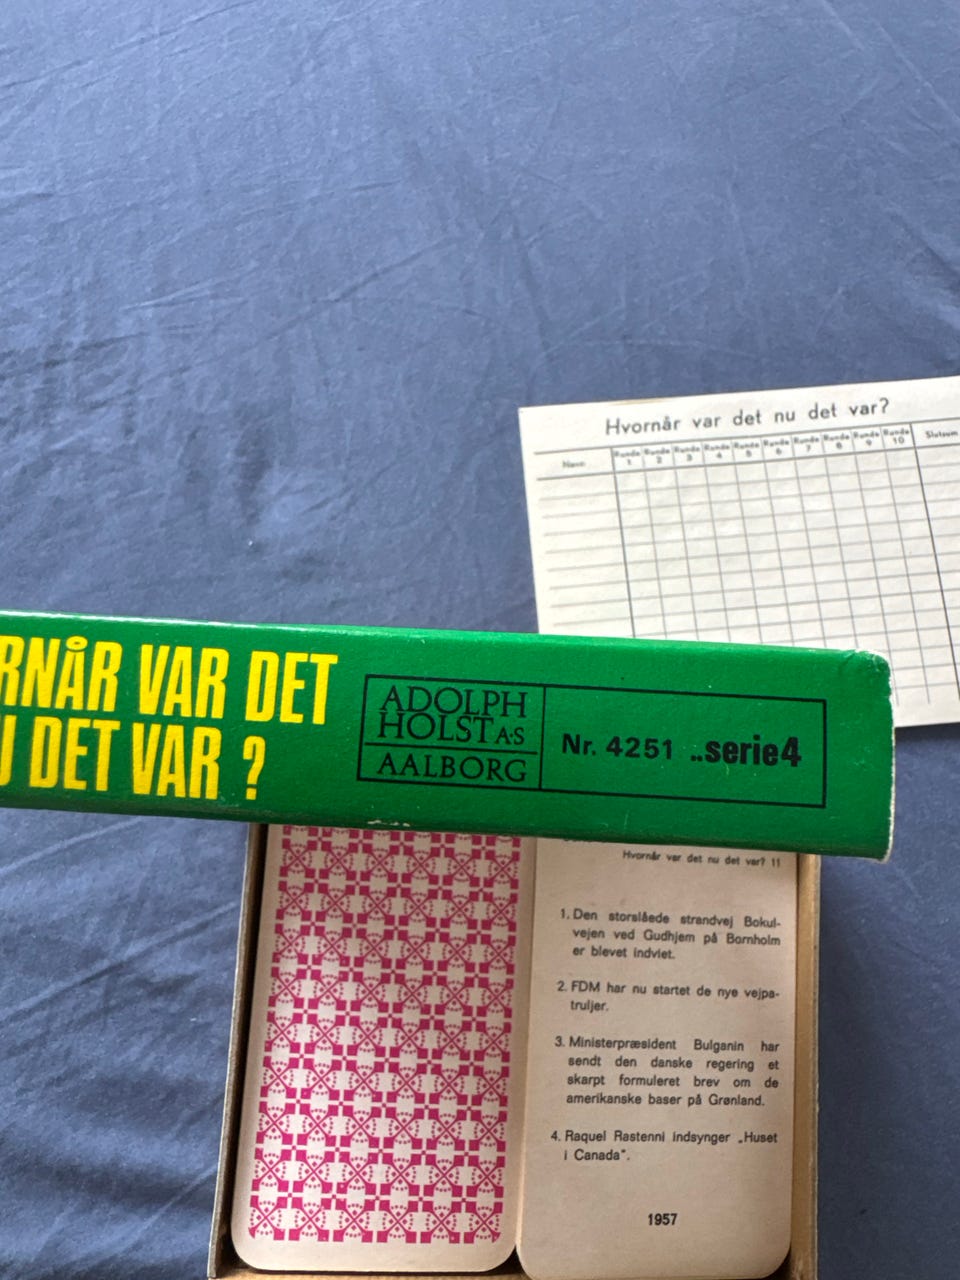 Hvornår var det nu det var?
Navn Runde 1 Runde 2 Runde 3 Runde 4 Runde 5 Runde 6 Runde 7 Runde 8 Runde 9 Runde 10 Slutsum
RNÅR VAR DET
U DET VAR ?
ADOLPH
HOLST A·S
AALBORG
Nr. 4251 „serie4
Hvornår var det nu det var? 11
1. Den storslåede strandvej Bokul-
vejen ved Gudhjem på Bornholm
er blevet indviet.
2. FDM har nu startet de nye vejpa-
truljer.
3. Ministerpræsident Bulganin har
sendt den danske regering et
skarpt formuleret brev om de
amerikanske baser på Grønland.
4. Raquel Rastenni indsynger „Huset
i Canada".
1957